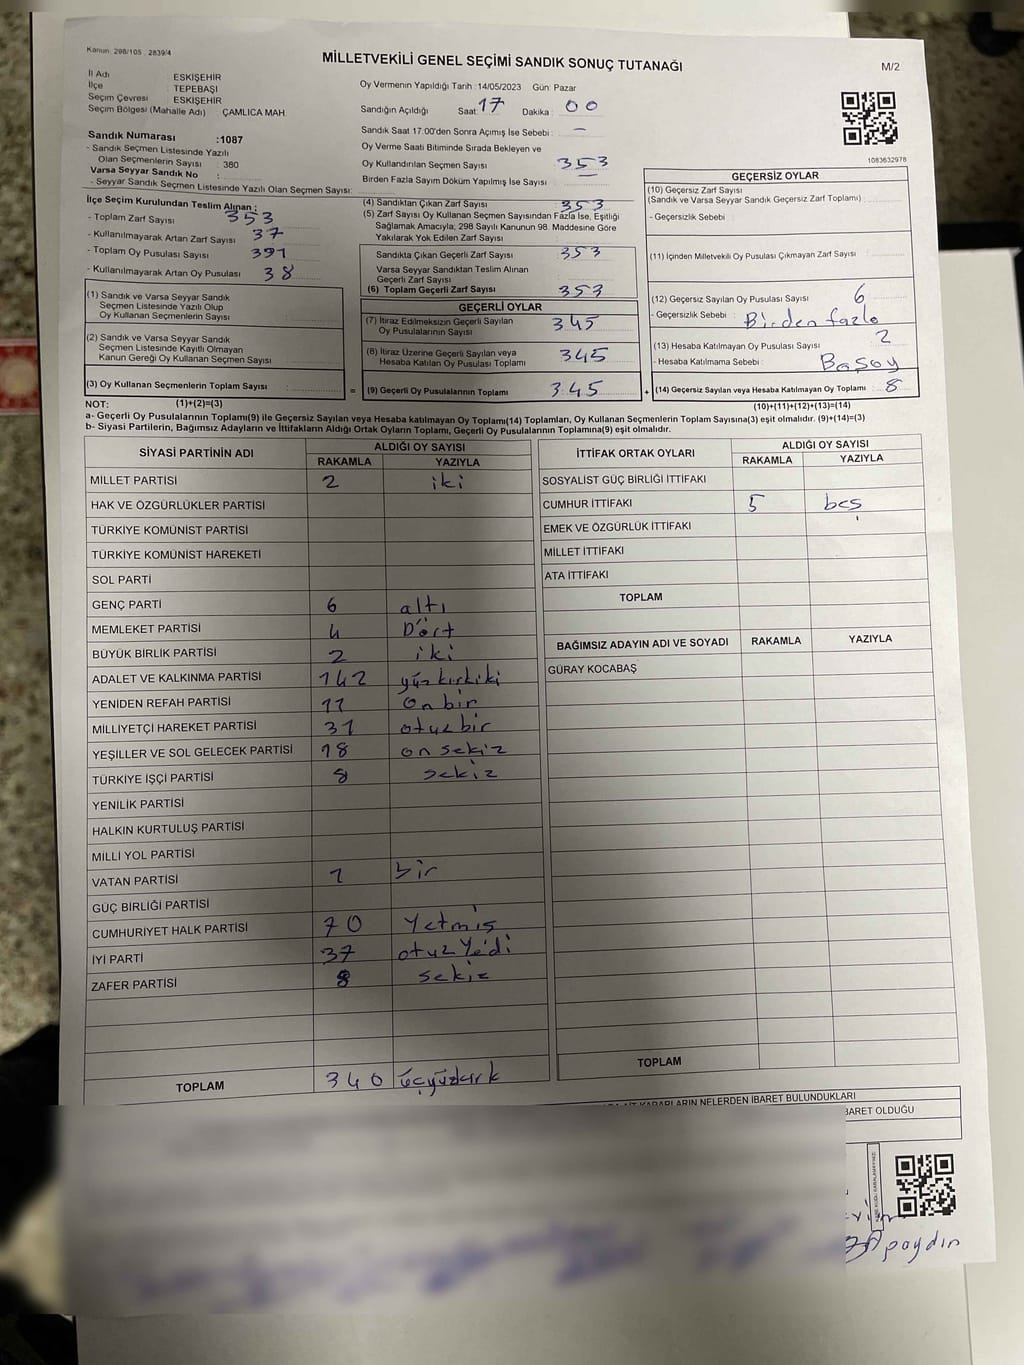 Kanun: 298/105 2839/4
MİLLETVEKİLİ GENEL SEÇİMİ SANDIK SONUÇ TUTANAĞI
M/2
İl Adı : ESKİŞEHİR
İlçe : TEPEBAŞI
Seçim Çevresi : ESKİŞEHİR
Seçim Bölgesi (Mahalle Adı) : ÇAMLICA MAH
Sandık Numarası :1087
- Sandık Seçmen Listesinde Yazılı
Olan Seçmenlerin Sayısı : 380
Varsa Seyyar Sandık No :
- Seyyar Sandık Seçmen Listesinde Yazılı Olan Seçmen Sayısı:
Oy Vermenin Yapıldığı Tarih : 14/05/2023 Gün: Pazar
Sandığın Açıldığı Saat: 17 Dakika : 00
Sandık Saat 17:00'den Sonra Açımış İse Sebebi : -
Oy Verme Saati Bitiminde Sırada Bekleyen ve
Oy Kullandırılan Seçmen Sayısı 353
Birden Fazla Sayım Döküm Yapılmış İse Sayısı
1083632978
İlçe Seçim Kurulundan Teslim Alınan :
- Toplam Zarf Sayısı 353
- Kullanılmayarak Artan Zarf Sayısı 37
- Toplam Oy Pusulası Sayısı 391
- Kullanılmayarak Artan Oy Pusulası 38
(1) Sandık ve Varsa Seyyar Sandık
Seçmen Listesinde Yazılı Olup
Oy Kullanan Seçmenlerin Sayısı :
(2) Sandık ve Varsa Seyyar Sandık
Seçmen Listesinde Kayıtlı Olmayan
Kanun Gereği Oy Kullanan Seçmen Sayısı :
(3) Oy Kullanan Seçmenlerin Toplam Sayısı :
(1)+(2)=(3)
(4) Sandıktan Çıkan Zarf Sayısı : 353
(5) Zarf Sayısı Oy Kullanan Seçmen Sayısından Fazla İse, Eşitliği
Sağlamak Amacıyla, 298 Sayılı Kanunun 98. Maddesine Göre
Yakılarak Yok Edilen Zarf Sayısı :
Sandıkta Çıkan Geçerli Zarf Sayısı : 353
Varsa Seyyar Sandıktan Teslim Alınan
Geçerli Zarf Sayısı :
(6) Toplam Geçerli Zarf Sayısı : 353
GEÇERLİ OYLAR
(7) İtiraz Edilmeksizin Geçerli Sayılan
Oy Pusulalarının Sayısı : 345
(8) İtiraz Üzerine Geçerli Sayılan veya
Hesaba Katılan Oy Pusulası Toplamı : 345
= (9) Geçerli Oy Pusulalarının Toplamı : 345
GEÇERSİZ OYLAR
(10) Geçersiz Zarf Sayısı
(Sandık ve Varsa Seyyar Sandık Geçersiz Zarf Toplamı) :
- Geçersizlik Sebebi :
(11) İçinden Milletvekili Oy Pusulası Çıkmayan Zarf Sayısı :
(12) Geçersiz Sayılan Oy Pusulası Sayısı : 6
- Geçersizlik Sebebi : Birden fazla
(13) Hesaba Katılmayan Oy Pusulası Sayısı : 2
- Hesaba Katılmama Sebebi :
+ (14) Geçersiz Sayılan veya Hesaba Katılmayan Oy Toplamı : 8
(10)+(11)+(12)+(13)=(14)
NOT:
a- Geçerli Oy Pusulalarının Toplamı(9) ile Geçersiz Sayılan veya Hesaba katılmayan Oy Toplamı(14) Toplamları, Oy Kullanan Seçmenlerin Toplam Sayısına(3) eşit olmalıdır. (9)+(14)=(3)
b- Siyasi Partilerin, Bağımsız Adayların ve İttifakların Aldığı Ortak Oyların Toplamı, Geçerli Oy Pusulalarının Toplamına(9) eşit olmalıdır.
SİYASİ PARTİNİN ADI ALDIĞI OY SAYISI
RAKAMLA YAZIYLA
MİLLET PARTİSİ 2 iki
HAK VE ÖZGÜRLÜKLER PARTİSİ
TÜRKİYE KOMÜNİST PARTİSİ
TÜRKİYE KOMÜNİST HAREKETİ
SOL PARTİ
GENÇ PARTİ 6 altı
MEMLEKET PARTİSİ 4 Dört
BÜYÜK BİRLİK PARTİSİ 2 iki
ADALET VE KALKINMA PARTİSİ 142 yüzkırkiki
YENİDEN REFAH PARTİSİ 11 onbir
MİLLİYETÇİ HAREKET PARTİSİ 31 otuzbir
YEŞİLLER VE SOL GELECEK PARTİSİ 18 onsekiz
TÜRKİYE İŞÇİ PARTİSİ 8 sekiz
YENİLİK PARTİSİ
HALKIN KURTULUŞ PARTİSİ
MİLLİ YOL PARTİSİ
VATAN PARTİSİ 1 bir
GÜÇ BİRLİĞİ PARTİSİ
CUMHURİYET HALK PARTİSİ 70 Yetmiş
İYİ PARTİ 37 otuzYedi
ZAFER PARTİSİ 8 sekiz
TOPLAM 340 üçyüzkırk
İTTİFAK ORTAK OYLARI ALDIĞI OY SAYISI
RAKAMLA YAZIYLA
SOSYALİST GÜÇ BİRLİĞİ İTTİFAKI
CUMHUR İTTİFAKI 5 beş
EMEK VE ÖZGÜRLÜK İTTİFAKI
MİLLET İTTİFAKI
ATA İTTİFAKI
TOPLAM
BAĞIMSIZ ADAYIN ADI VE SOYADI RAKAMLA YAZIYLA
GÜRAY KOCABAŞ
TOPLAM
KARARLARIN NELERDEN İBARET BULUNDUKLARI
BARET OLDUĞU